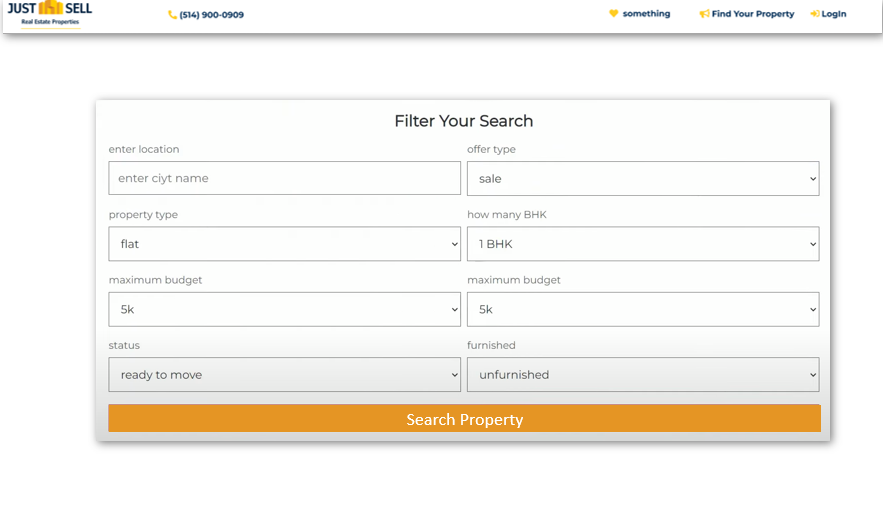 JUST SELL
Real Estate Properties
(514) 900-0909
something
Find Your Property
LogIn
Filter Your Search
enter location
offer type
enter ciyt name
sale
property type
how many BHK
flat
1 BHK
maximum budget
maximum budget
5k
5k
status
furnished
ready to move
unfurnished
Search Property